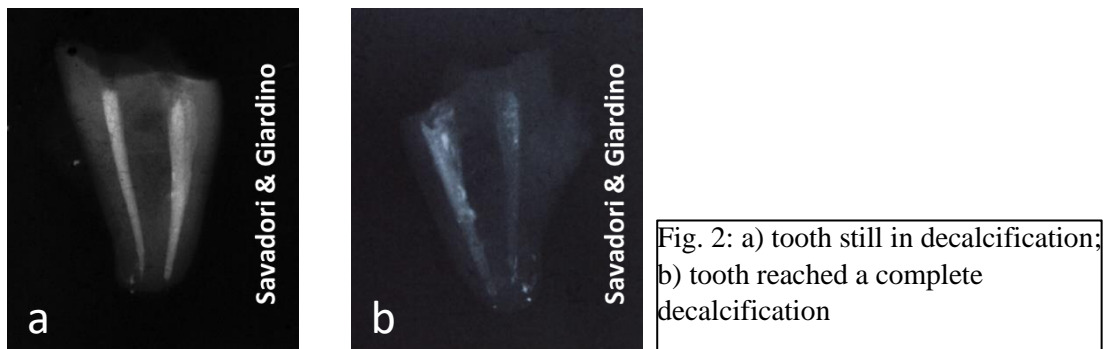 Savadori & Giardino
a
Savadori & Giardino
b
Fig. 2: a) tooth still in decalcification;
b) tooth reached a complete
decalcification